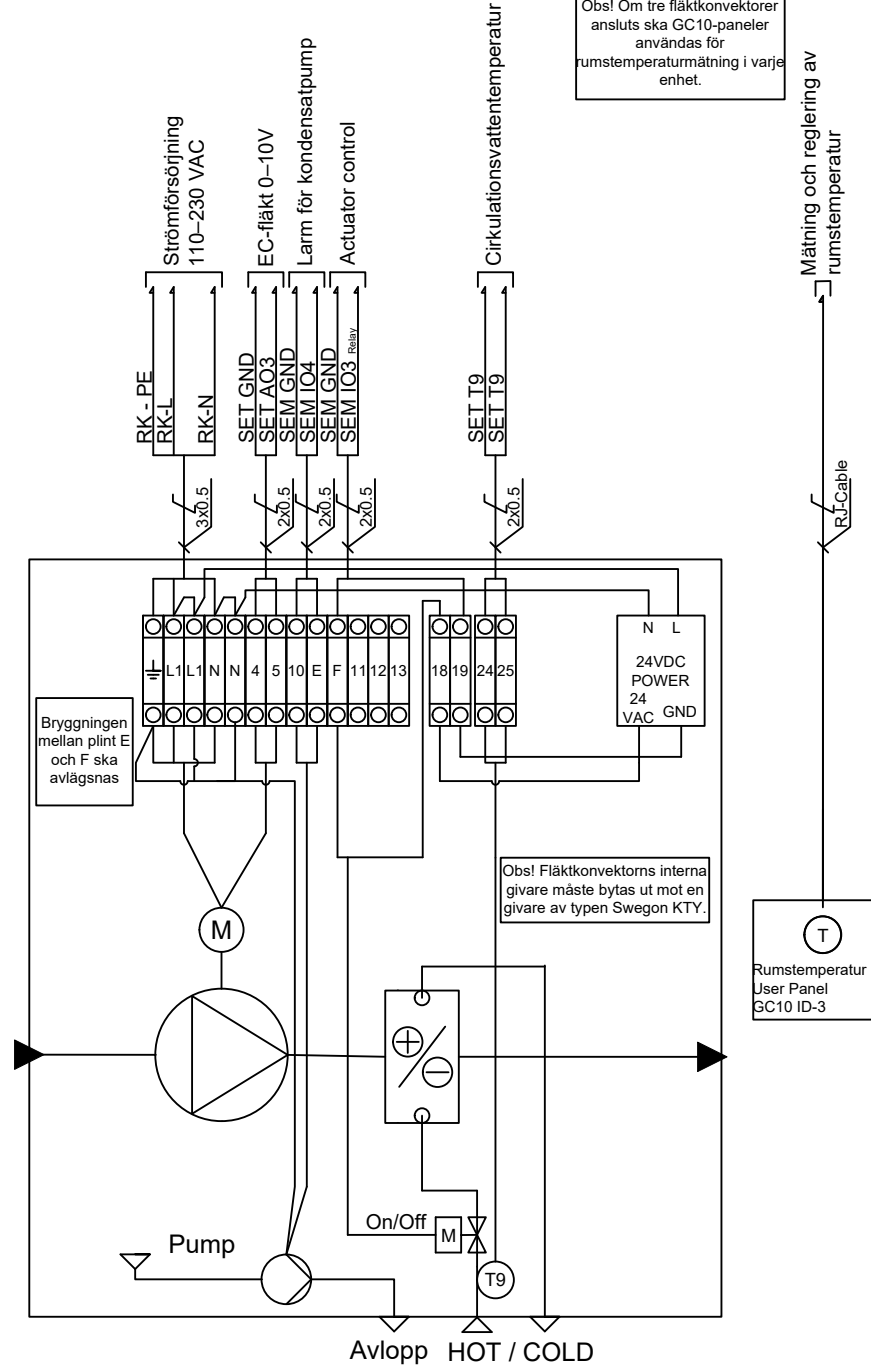 Obs! Om tre fläktkonvektorer
ansluts ska GC10-paneler
användas för
rumstemperaturmätning i varje
enhet.
Strömförsörjning
110–230 VAC
EC-fläkt 0–10V
Larm för kondensatpump
Actuator control
Cirkulationsvattentemperatur
Mätning och reglering av
rumstemperatur
RK - PE
RK-L
RK-N
SET GND
SET AO3
SEM GND
SEM IO4
SEM GND
SEM IO3 Relay
SET T9
SET T9
3x0.5
2x0.5
2x0.5
2x0.5
2x0.5
RJ-Cable
L1 L1 N N 4 5 10 E F 11 12 13
18 19
24 25
N L
24VDC
POWER
24
VAC GND
Bryggningen
mellan plint E
och F ska
avlägsnas
Obs! Fläktkonvektorns interna
givare måste bytas ut mot en
givare av typen Swegon KTY.
M
T
Rumstemperatur
User Panel
GC10 ID-3
On/Off
M
Pump
T9
Avlopp HOT / COLD